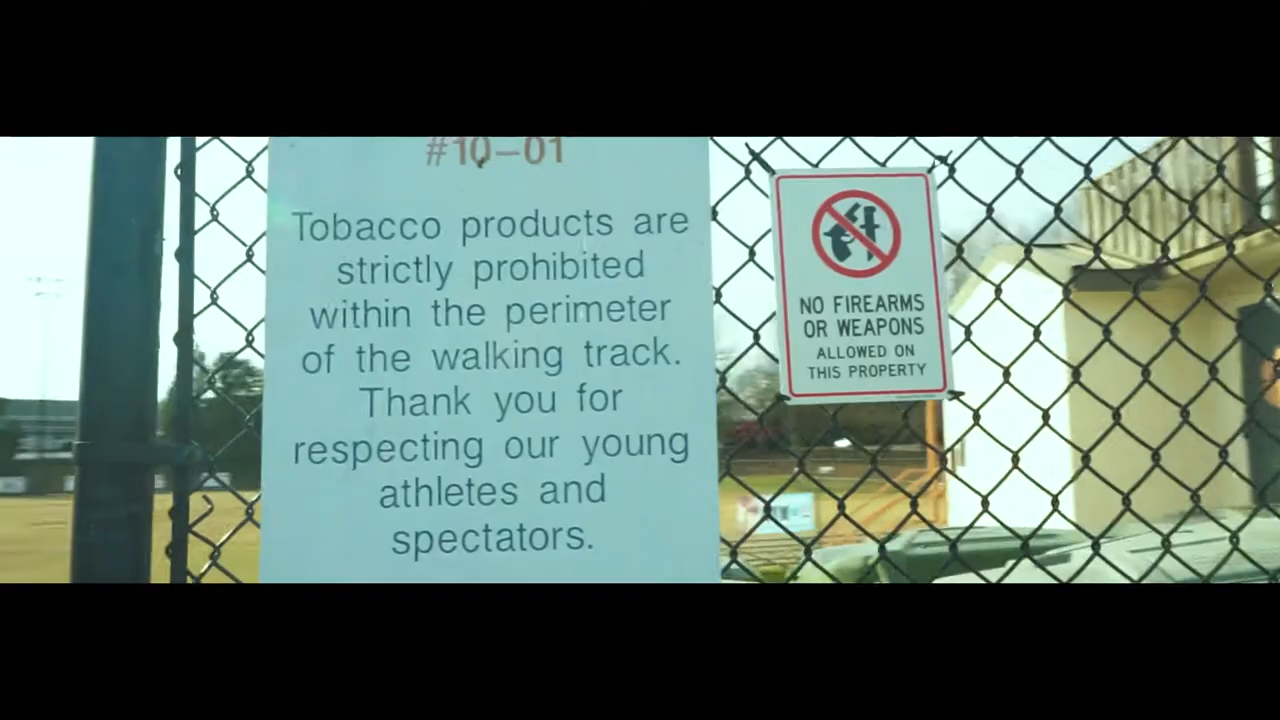 #10-01
Tobacco products are
strictly prohibited
within the perimeter
of the walking track.
Thank you for
respecting our young
athletes and
spectators.
NO FIREARMS
OR WEAPONS
ALLOWED ON
THIS PROPERTY